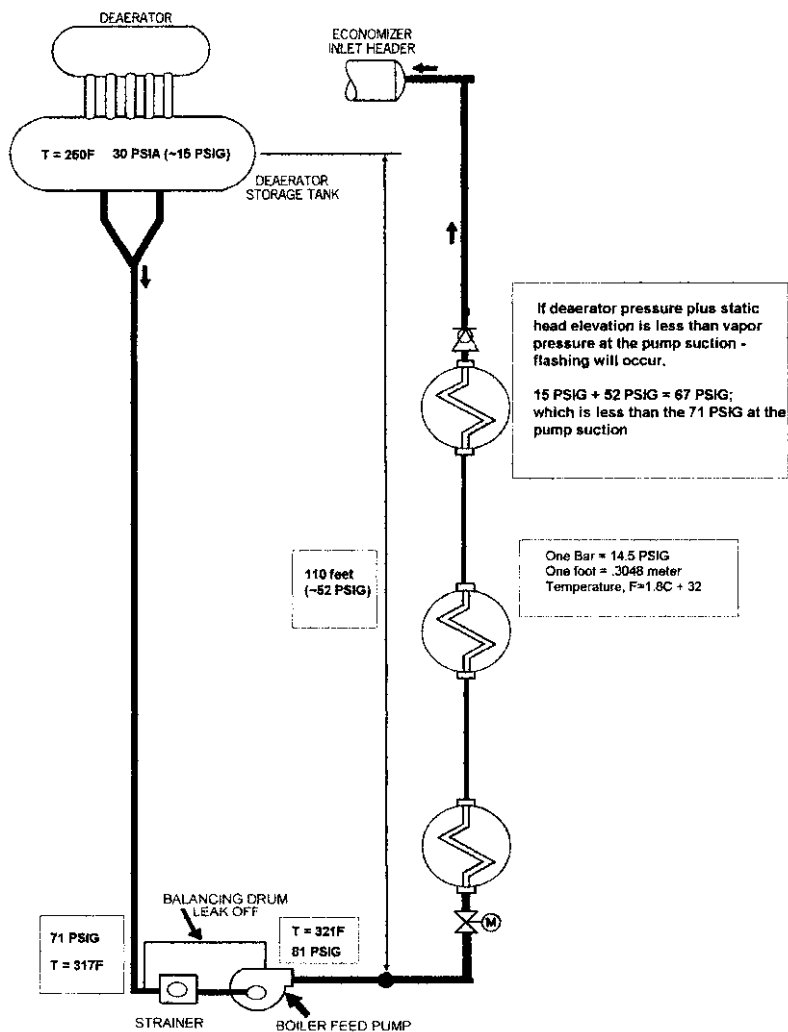 DEAERATOR
ECONOMIZER
INLET HEADER
T = 250F 30 PSIA (~15 PSIG)
DEAERATOR
STORAGE TANK
If deaerator pressure plus static
head elevation is less than vapor
pressure at the pump suction -
flashing will occur.
15 PSIG + 52 PSIG = 67 PSIG;
which is less than the 71 PSIG at the
pump suction
110 feet
(~52 PSIG)
One Bar = 14.5 PSIG
One foot = .3048 meter
Temperature, F=1.8C + 32
BALANCING DRUM
LEAK OFF
71 PSIG
T = 317F
T = 321F
81 PSIG
M
STRAINER
BOILER FEED PUMP